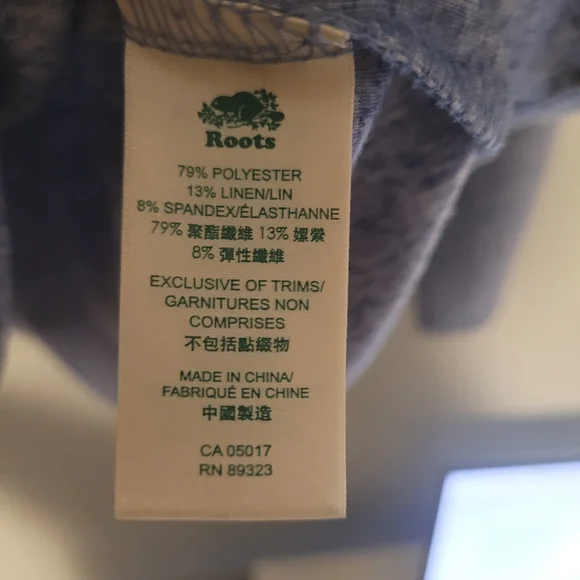 Roots
79% POLYESTER
13% LINEN/LIN
8% SPANDEX/ÉLASTHANNE
79% 聚酯纖維 13% 嫘縈
8% 彈性纖維
EXCLUSIVE OF TRIMS/
GARNITURES NON
COMPRISES
不包括點綴物
MADE IN CHINA/
FABRIQUÉ EN CHINE
中國製造
CA 05017
RN 89323